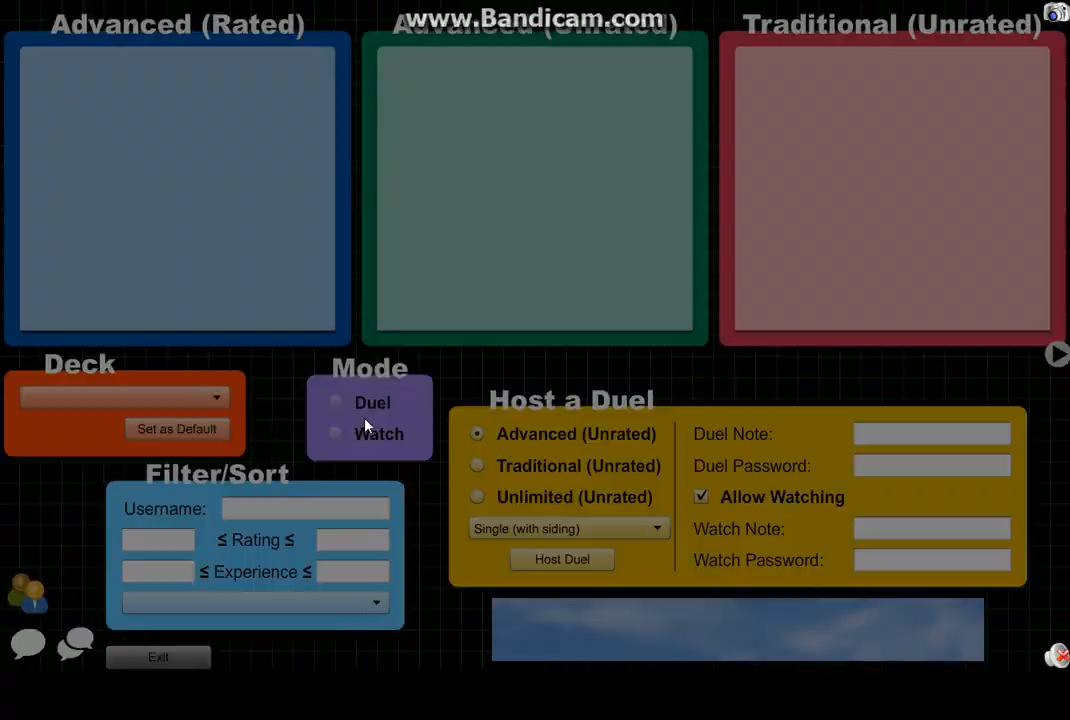 www.Bandicam.com
Advanced (Rated)
Advanced (Unrated)
Traditional (Unrated)
Deck
Set as Default
Mode
Duel
Watch
Host a Duel
Advanced (Unrated)
Traditional (Unrated)
Unlimited (Unrated)
Single (with siding)
Host Duel
Duel Note:
Duel Password:
Allow Watching
Watch Note:
Watch Password:
Filter/Sort
Username:
≤ Rating ≤
≤ Experience ≤
Exit